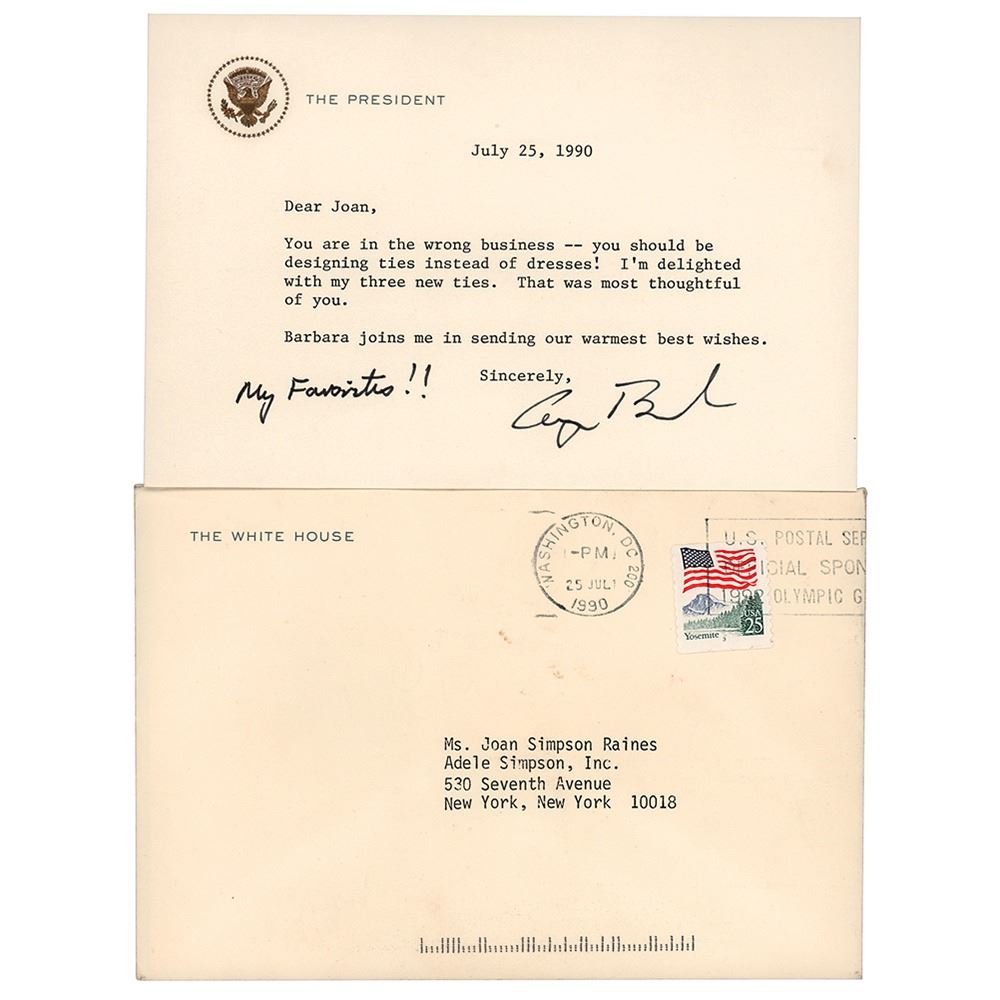 THE PRESIDENT
July 25, 1990
Dear Joan,
You are in the wrong business -- you should be
designing ties instead of dresses! I'm delighted
with my three new ties. That was most thoughtful
of you.
Barbara joins me in sending our warmest best wishes.
Sincerely,
My Favorites!!
George Bush
THE WHITE HOUSE
WASHINGTON, DC 200
PM
25 JUL
1990
U.S. POSTAL SER
OFFICIAL SPON
1992 OLYMPIC G
USA
25
Yosemite
Ms. Joan Simpson Raines
Adele Simpson, Inc.
530 Seventh Avenue
New York, New York 10018